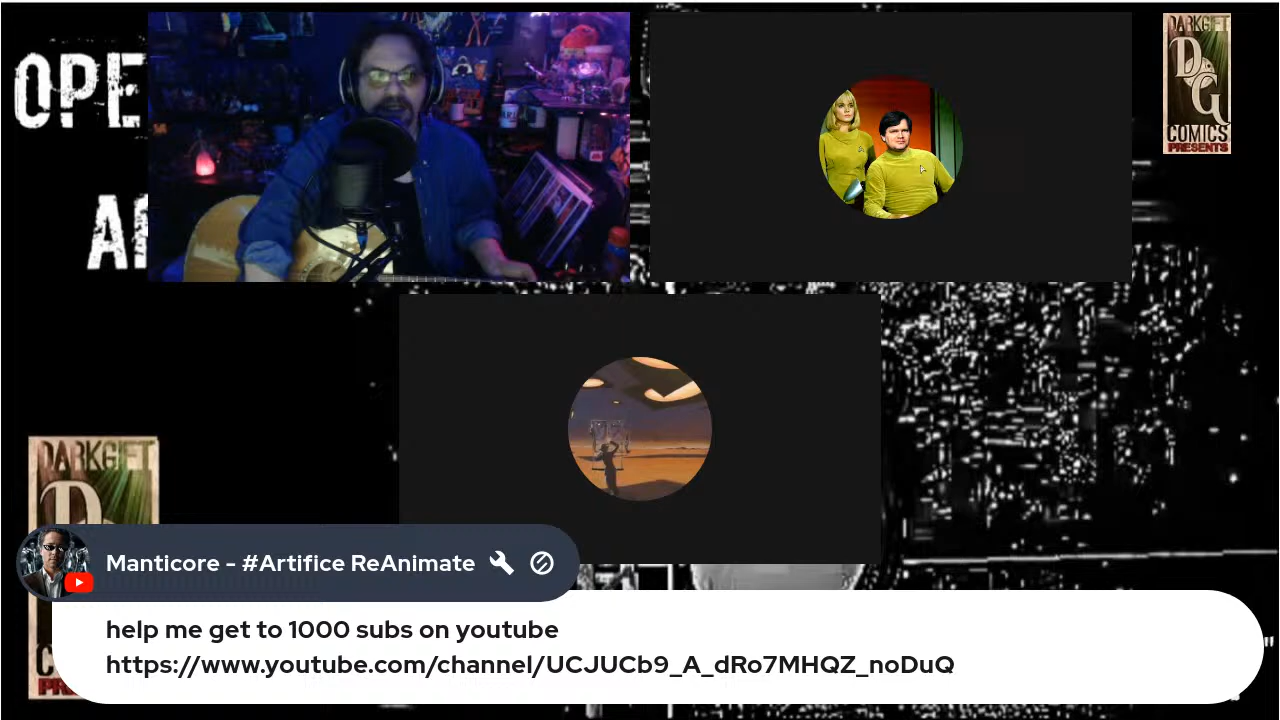 OPE
DARKGIFT
DG
COMICS
PRESENTS
DARKGIFT
D
Manticore - #Artifice ReAnimate
help me get to 1000 subs on youtube
https://www.youtube.com/channel/UCJUCb9_A_dRo7MHQZ_noDuQ